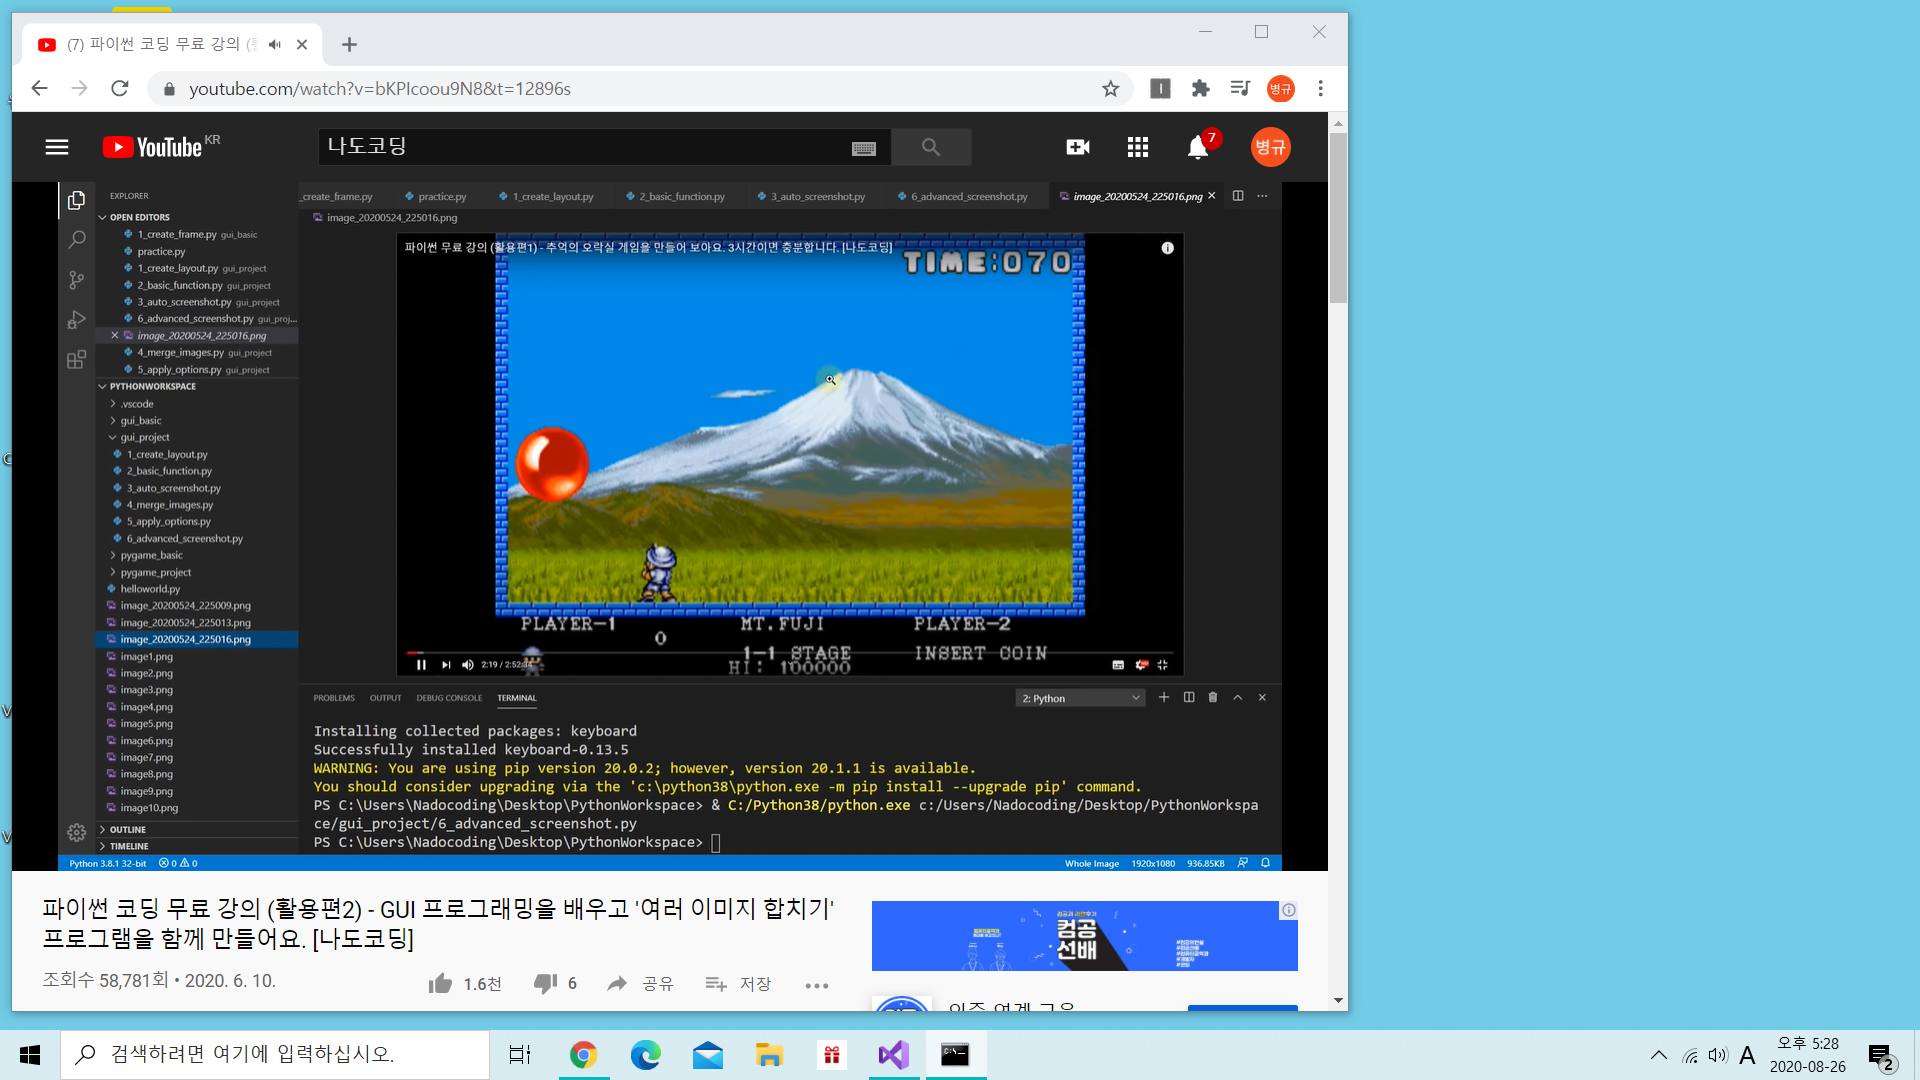 (7) 파이썬 코딩 무료 강의 (활
youtube.com/watch?v=bKPIcoou9N8&t=12896s
병규
YouTube KR
나도코딩
7
병규
EXPLORER
OPEN EDITORS
1_create_frame.py gui_basic
practice.py
1_create_layout.py gui_project
2_basic_function.py gui_project
3_auto_screenshot.py gui_project
6_advanced_screenshot.py gui_proj...
image_20200524_225016.png
4_merge_images.py gui_project
5_apply_options.py gui_project
PYTHONWORKSPACE
.vscode
gui_basic
gui_project
1_create_layout.py
2_basic_function.py
3_auto_screenshot.py
4_merge_images.py
5_apply_options.py
6_advanced_screenshot.py
pygame_basic
pygame_project
helloworld.py
image_20200524_225009.png
image_20200524_225013.png
image_20200524_225016.png
image1.png
image2.png
image3.png
image4.png
image5.png
image6.png
image7.png
image8.png
image9.png
image10.png
OUTLINE
TIMELINE
_create_frame.py practice.py 1_create_layout.py 2_basic_function.py 3_auto_screenshot.py 6_advanced_screenshot.py image_20200524_225016.png
image_20200524_225016.png
파이썬 무료 강의 (활용편1) - 추억의 오락실 게임을 만들어 보아요. 3시간이면 충분합니다. [나도코딩]
TIME:070
PLAYER-1 MT.FUJI PLAYER-2
0
1-1 STAGE INSERT COIN
HI: 100000
2:19 / 2:52:34
PROBLEMS OUTPUT DEBUG CONSOLE TERMINAL
2: Python
Installing collected packages: keyboard
Successfully installed keyboard-0.13.5
WARNING: You are using pip version 20.0.2; however, version 20.1.1 is available.
You should consider upgrading via the 'c:\python38\python.exe -m pip install --upgrade pip' command.
PS C:\Users\Nadocoding\Desktop\PythonWorkspace> & C:/Python38/python.exe c:/Users/Nadocoding/Desktop/PythonWorkspa
ce/gui_project/6_advanced_screenshot.py
PS C:\Users\Nadocoding\Desktop\PythonWorkspace>
Python 3.8.1 32-bit 0 0
Whole Image 1920x1080 936.85KB
파이썬 코딩 무료 강의 (활용편2) - GUI 프로그래밍을 배우고 '여러 이미지 합치기'
프로그램을 함께 만들어요. [나도코딩]
조회수 58,781회 • 2020. 6. 10.
1.6천 6 공유 저장
컴공
선배
검색하려면 여기에 입력하십시오.
A
오후 5:28
2020-08-26
2